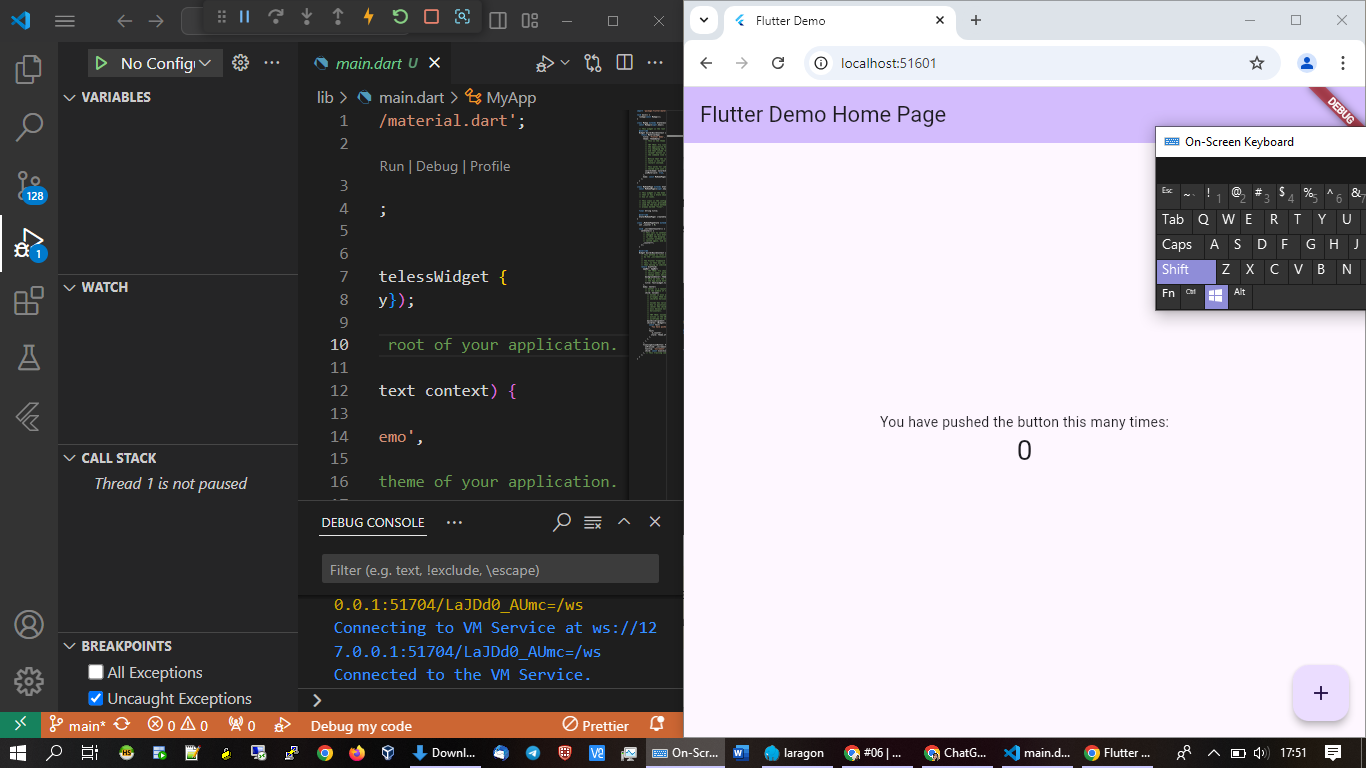 No Config
VARIABLES
WATCH
CALL STACK
Thread 1 is not paused
BREAKPOINTS
All Exceptions
Uncaught Exceptions
128
1
main.dart U
lib > main.dart > MyApp
1 /material.dart';
2
Run | Debug | Profile
3
4 ;
5
6
7 telessWidget {
8 y});
9
10 root of your application.
11
12 text context) {
13
14 emo',
15
16 theme of your application.
DEBUG CONSOLE
Filter (e.g. text, !exclude, \escape)
0.0.1:51704/LaJDd0_AUmc=/ws
Connecting to VM Service at ws://12
7.0.0.1:51704/LaJDd0_AUmc=/ws
Connected to the VM Service.
main* 0 0 0 Debug my code Prettier
Flutter Demo
localhost:51601
Flutter Demo Home Page
DEBUG
On-Screen Keyboard
Esc ~ ` ! 1 @ 2 # 3 $ 4 % 5 ^ 6 & 7
Tab Q W E R T Y U
Caps A S D F G H J
Shift Z X C V B N
Fn Ctrl Alt
You have pushed the button this many times:
0
+
Downl... On-Scr... laragon #06 | ... ChatG... main.d... Flutter ... 17:51